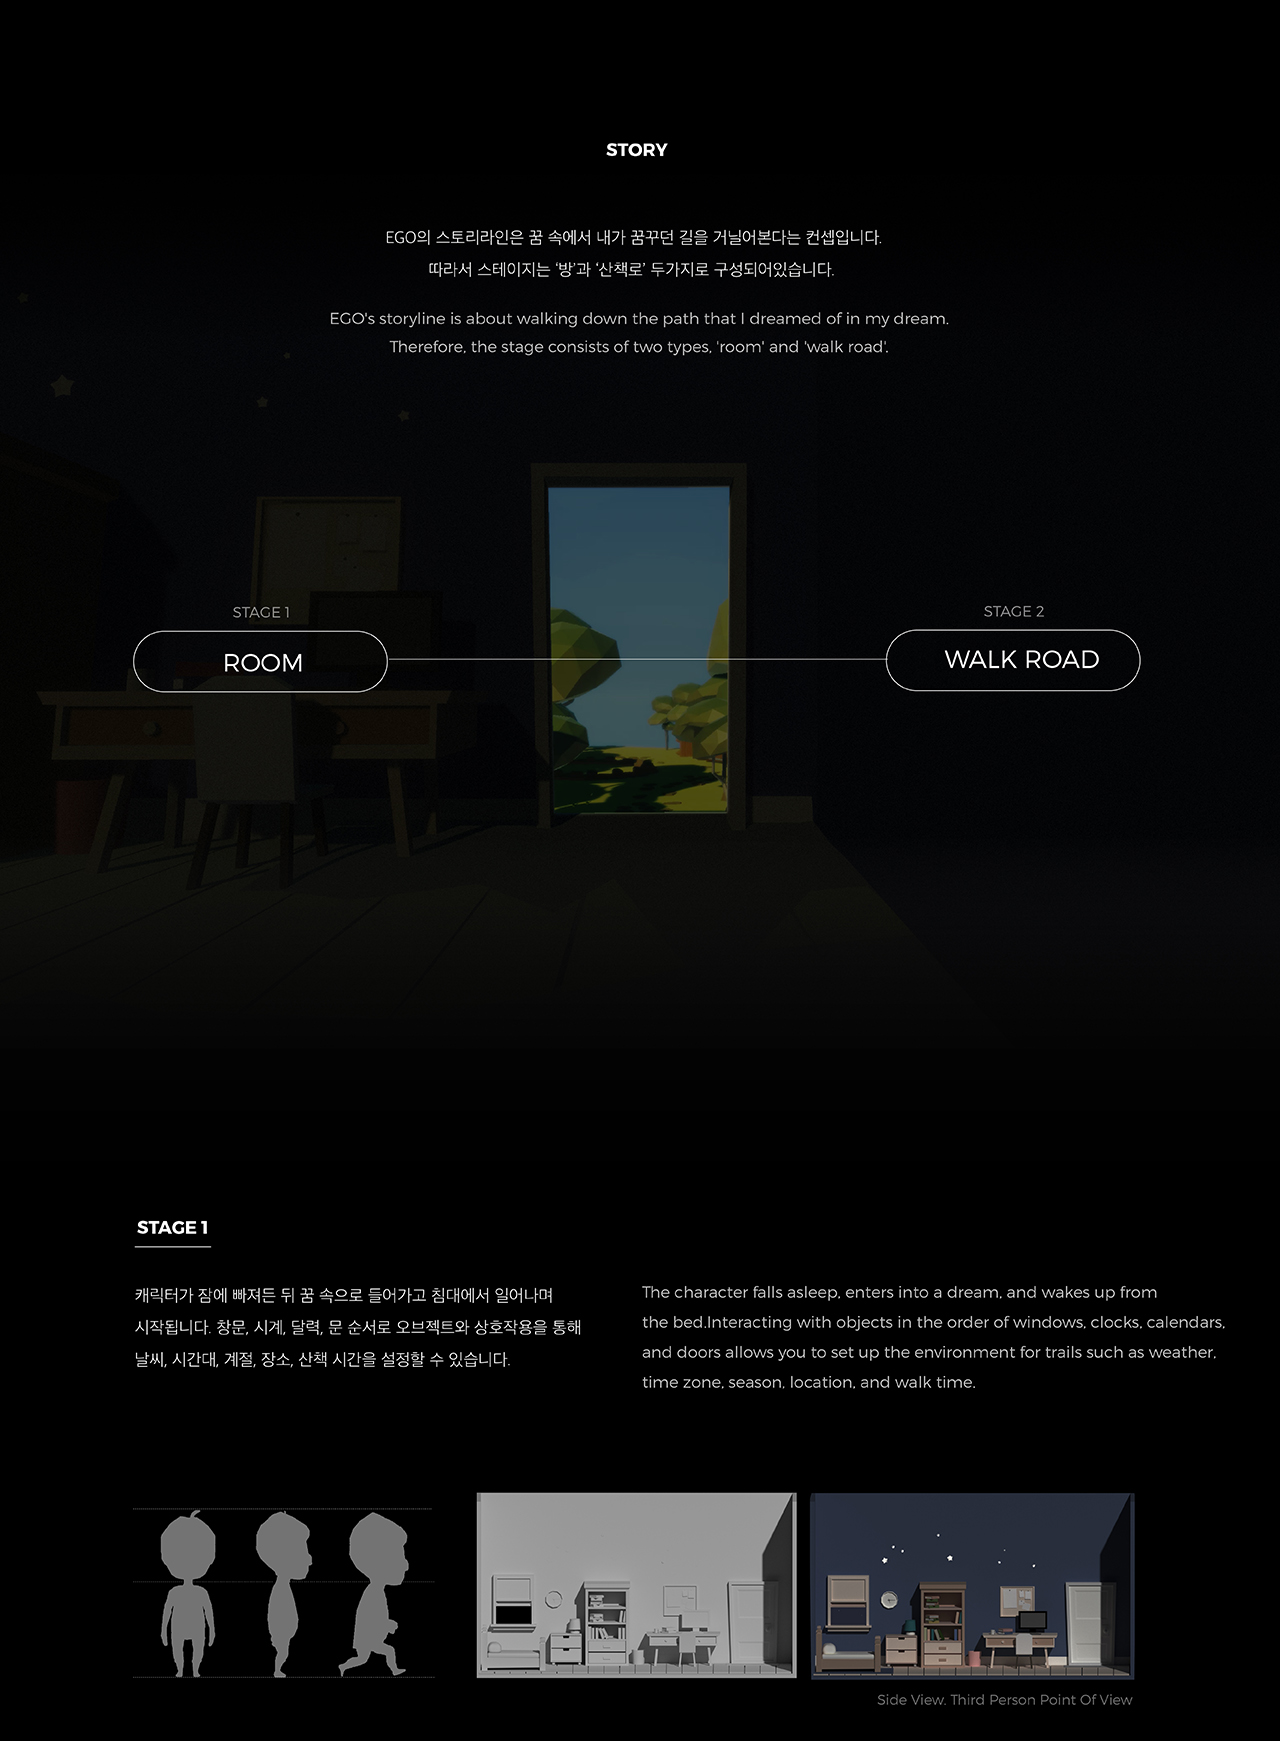 STORY
EGO의 스토리라인은 꿈 속에서 내가 꿈꾸던 길을 거닐어본다는 컨셉입니다.
따라서 스테이지는 ‘방’과 ‘산책로’ 두가지로 구성되어있습니다.
EGO's storyline is about walking down the path that I dreamed of in my dream.
Therefore, the stage consists of two types, 'room' and 'walk road'.
STAGE 1
ROOM
STAGE 2
WALK ROAD
STAGE 1
캐릭터가 잠에 빠져든 뒤 꿈 속으로 들어가고 침대에서 일어나며
시작됩니다. 창문, 시계, 달력, 문 순서로 오브젝트와 상호작용을 통해
날씨, 시간대, 계절, 장소, 산책 시간을 설정할 수 있습니다.
The character falls asleep, enters into a dream, and wakes up from
the bed.Interacting with objects in the order of windows, clocks, calendars,
and doors allows you to set up the environment for trails such as weather,
time zone, season, location, and walk time.
Side View. Third Person Point Of View